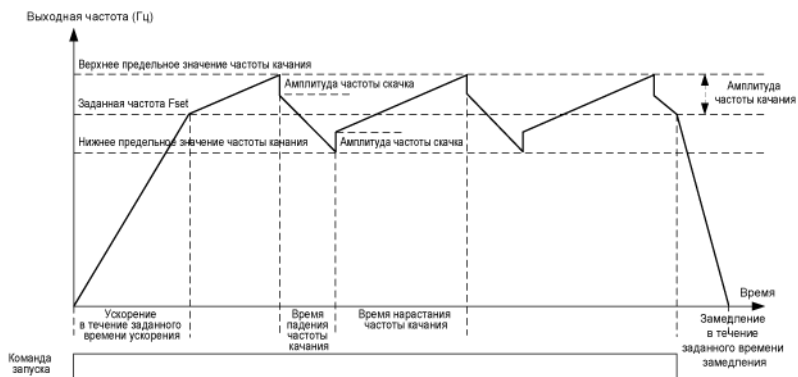 Выходная частота (Гц)
Верхнее предельное значение частоты качания
Амплитуда частоты скачка
Амплитуда
частоты качания
Заданная частота Fset
Нижнее предельное значение частоты качания
Амплитуда частоты скачка
Время
Ускорение
в течение заданного
времени ускорения
Время
падения
частоты
качания
Время нарастания
частоты качания
Замедление
в течение
заданного времени
замедления
Команда
запуска